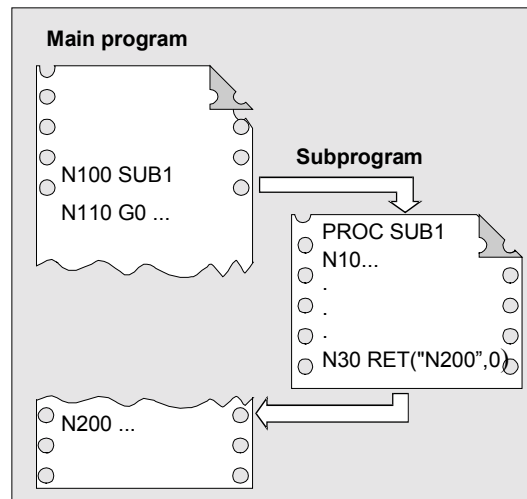 Main program
N100 SUB1
N110 G0 ...
Subprogram
PROC SUB1
N10...
.
.
.
N30 RET("N200”,0)
N200 ...